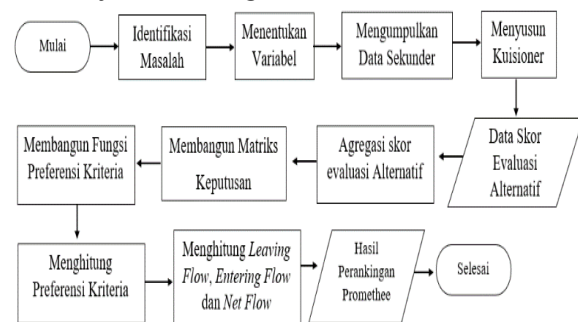 Mulai
Identifikasi
Masalah
Menentukan
Variabel
Mengumpulkan
Data Sekunder
Menyusun
Kuisioner
Data Skor
Evaluasi
Alternatif
Agregasi skor
evaluasi Alternatif
Membangun Matriks
Keputusan
Membangun Fungsi
Preferensi Kriteria
Menghitung
Preferensi Kriteria
Menghitung Leaving
Flow, Entering Flow
dan Net Flow
Hasil
Perankingan
Promethee
Selesai